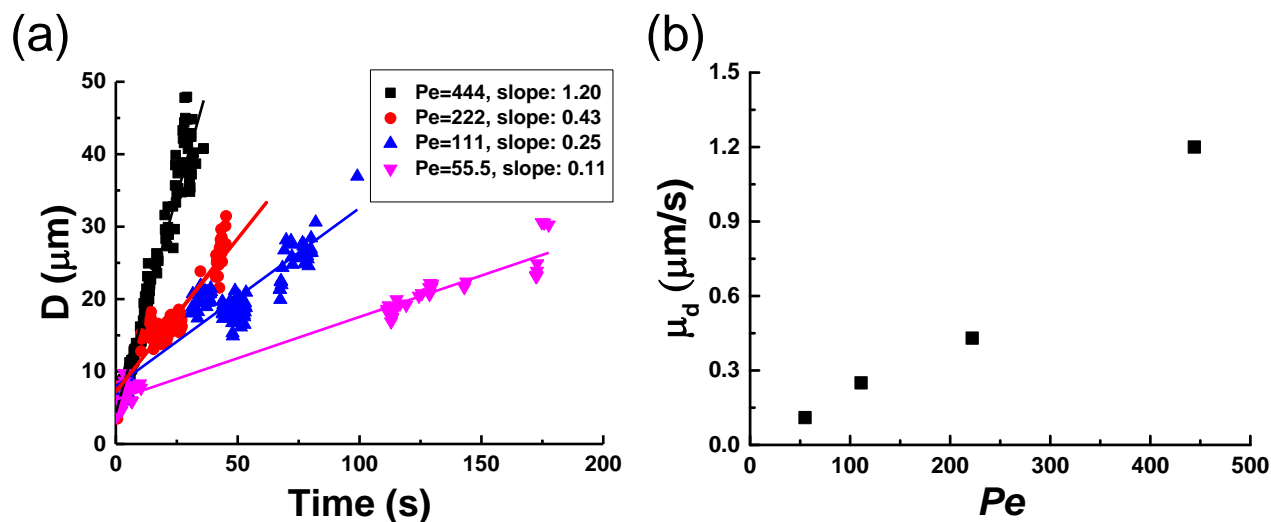 (a)
50
40
30
20
10
0
D (μm)
Pe=444, slope: 1.20
Pe=222, slope: 0.43
Pe=111, slope: 0.25
Pe=55.5, slope: 0.11
0 50 100 150 200
Time (s)
(b)
1.5
1.2
0.9
0.6
0.3
0.0
μd (μm/s)
0 100 200 300 400 500
Pe